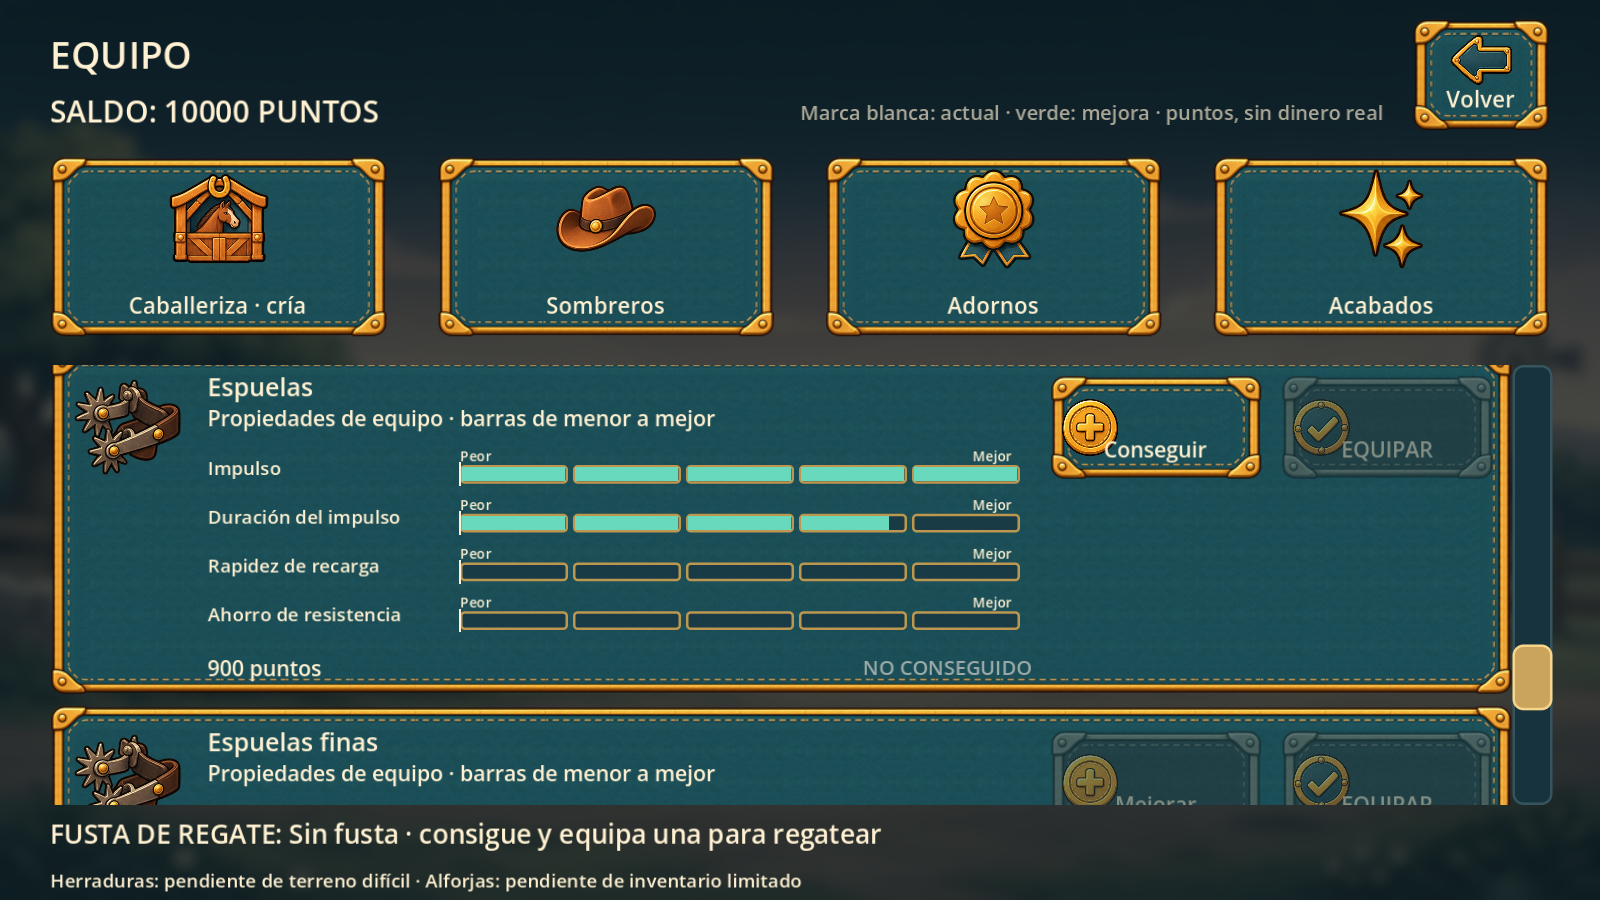 EQUIPO
SALDO: 10000 PUNTOS
Marca blanca: actual · verde: mejora · puntos, sin dinero real
Volver
Caballeriza · cría
Sombreros
Adornos
Acabados
Espuelas
Propiedades de equipo · barras de menor a mejor
Conseguir
EQUIPAR
Impulso
Peor
Mejor
Duración del impulso
Peor
Mejor
Rapidez de recarga
Peor
Mejor
Ahorro de resistencia
Peor
Mejor
900 puntos
NO CONSEGUIDO
Espuelas finas
Propiedades de equipo · barras de menor a mejor
Mejorar
EQUIPAR
FUSTA DE REGATE: Sin fusta · consigue y equipa una para regatear
Herraduras: pendiente de terreno difícil · Alforjas: pendiente de inventario limitado